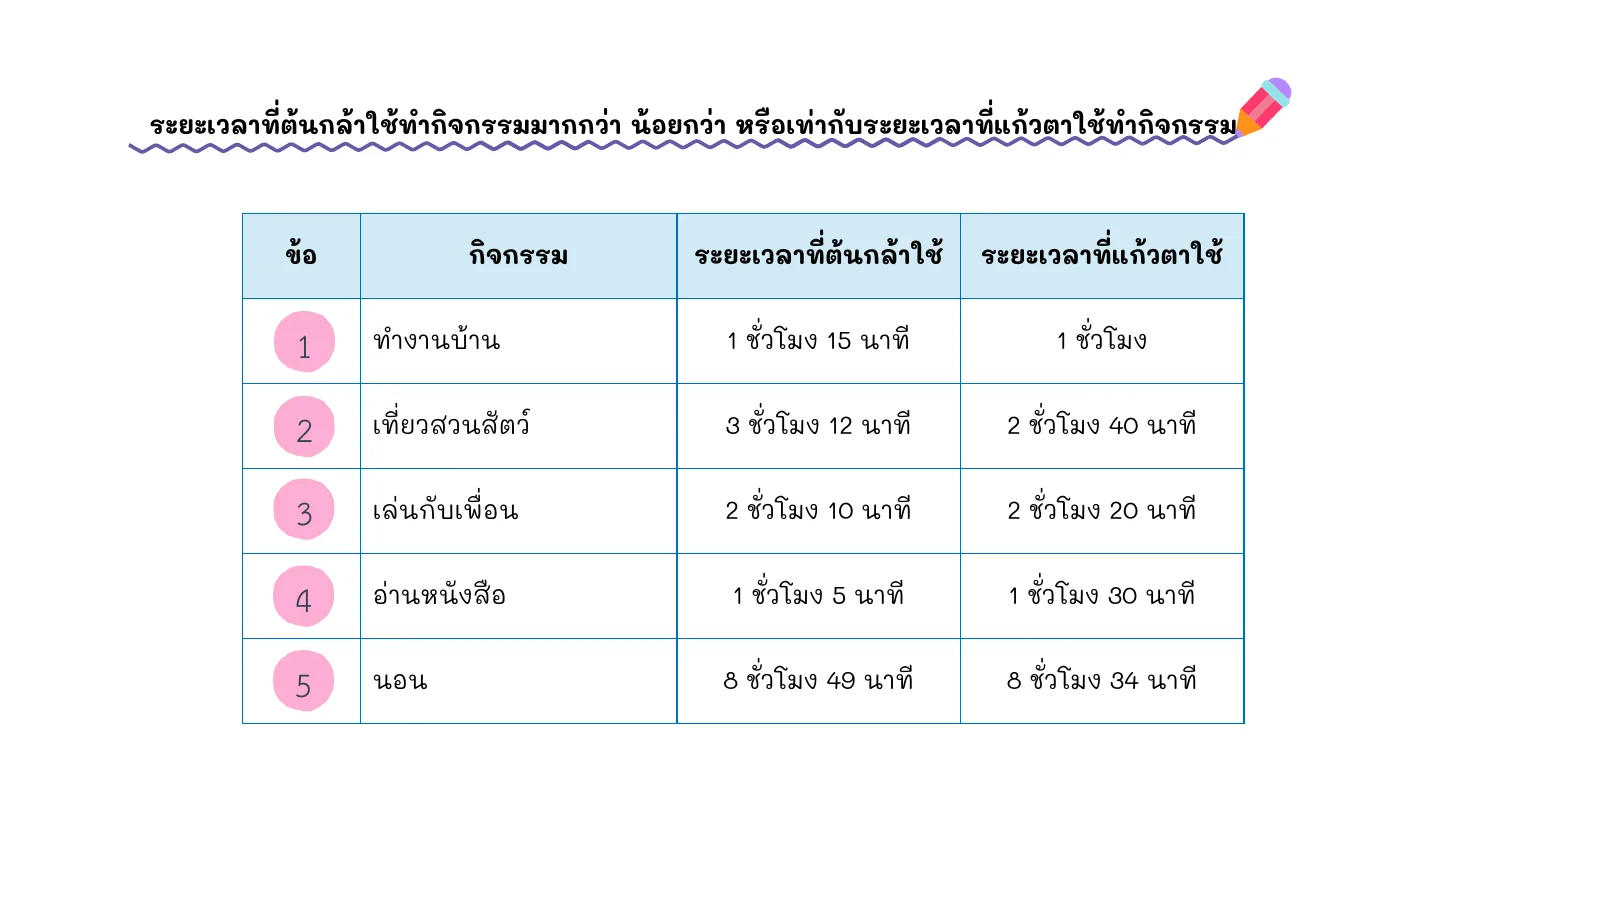 ระยะเวลาที่ต้นกล้าใช้ทำกิจกรรมมากกว่า น้อยกว่า หรือเท่ากับระยะเวลาที่แก้วตาใช้ทำกิจกรรม
ข้อ กิจกรรม ระยะเวลาที่ต้นกล้าใช้ ระยะเวลาที่แก้วตาใช้
1 ทำงานบ้าน 1 ชั่วโมง 15 นาที 1 ชั่วโมง
2 เที่ยวสวนสัตว์ 3 ชั่วโมง 12 นาที 2 ชั่วโมง 40 นาที
3 เล่นกับเพื่อน 2 ชั่วโมง 10 นาที 2 ชั่วโมง 20 นาที
4 อ่านหนังสือ 1 ชั่วโมง 5 นาที 1 ชั่วโมง 30 นาที
5 นอน 8 ชั่วโมง 49 นาที 8 ชั่วโมง 34 นาที